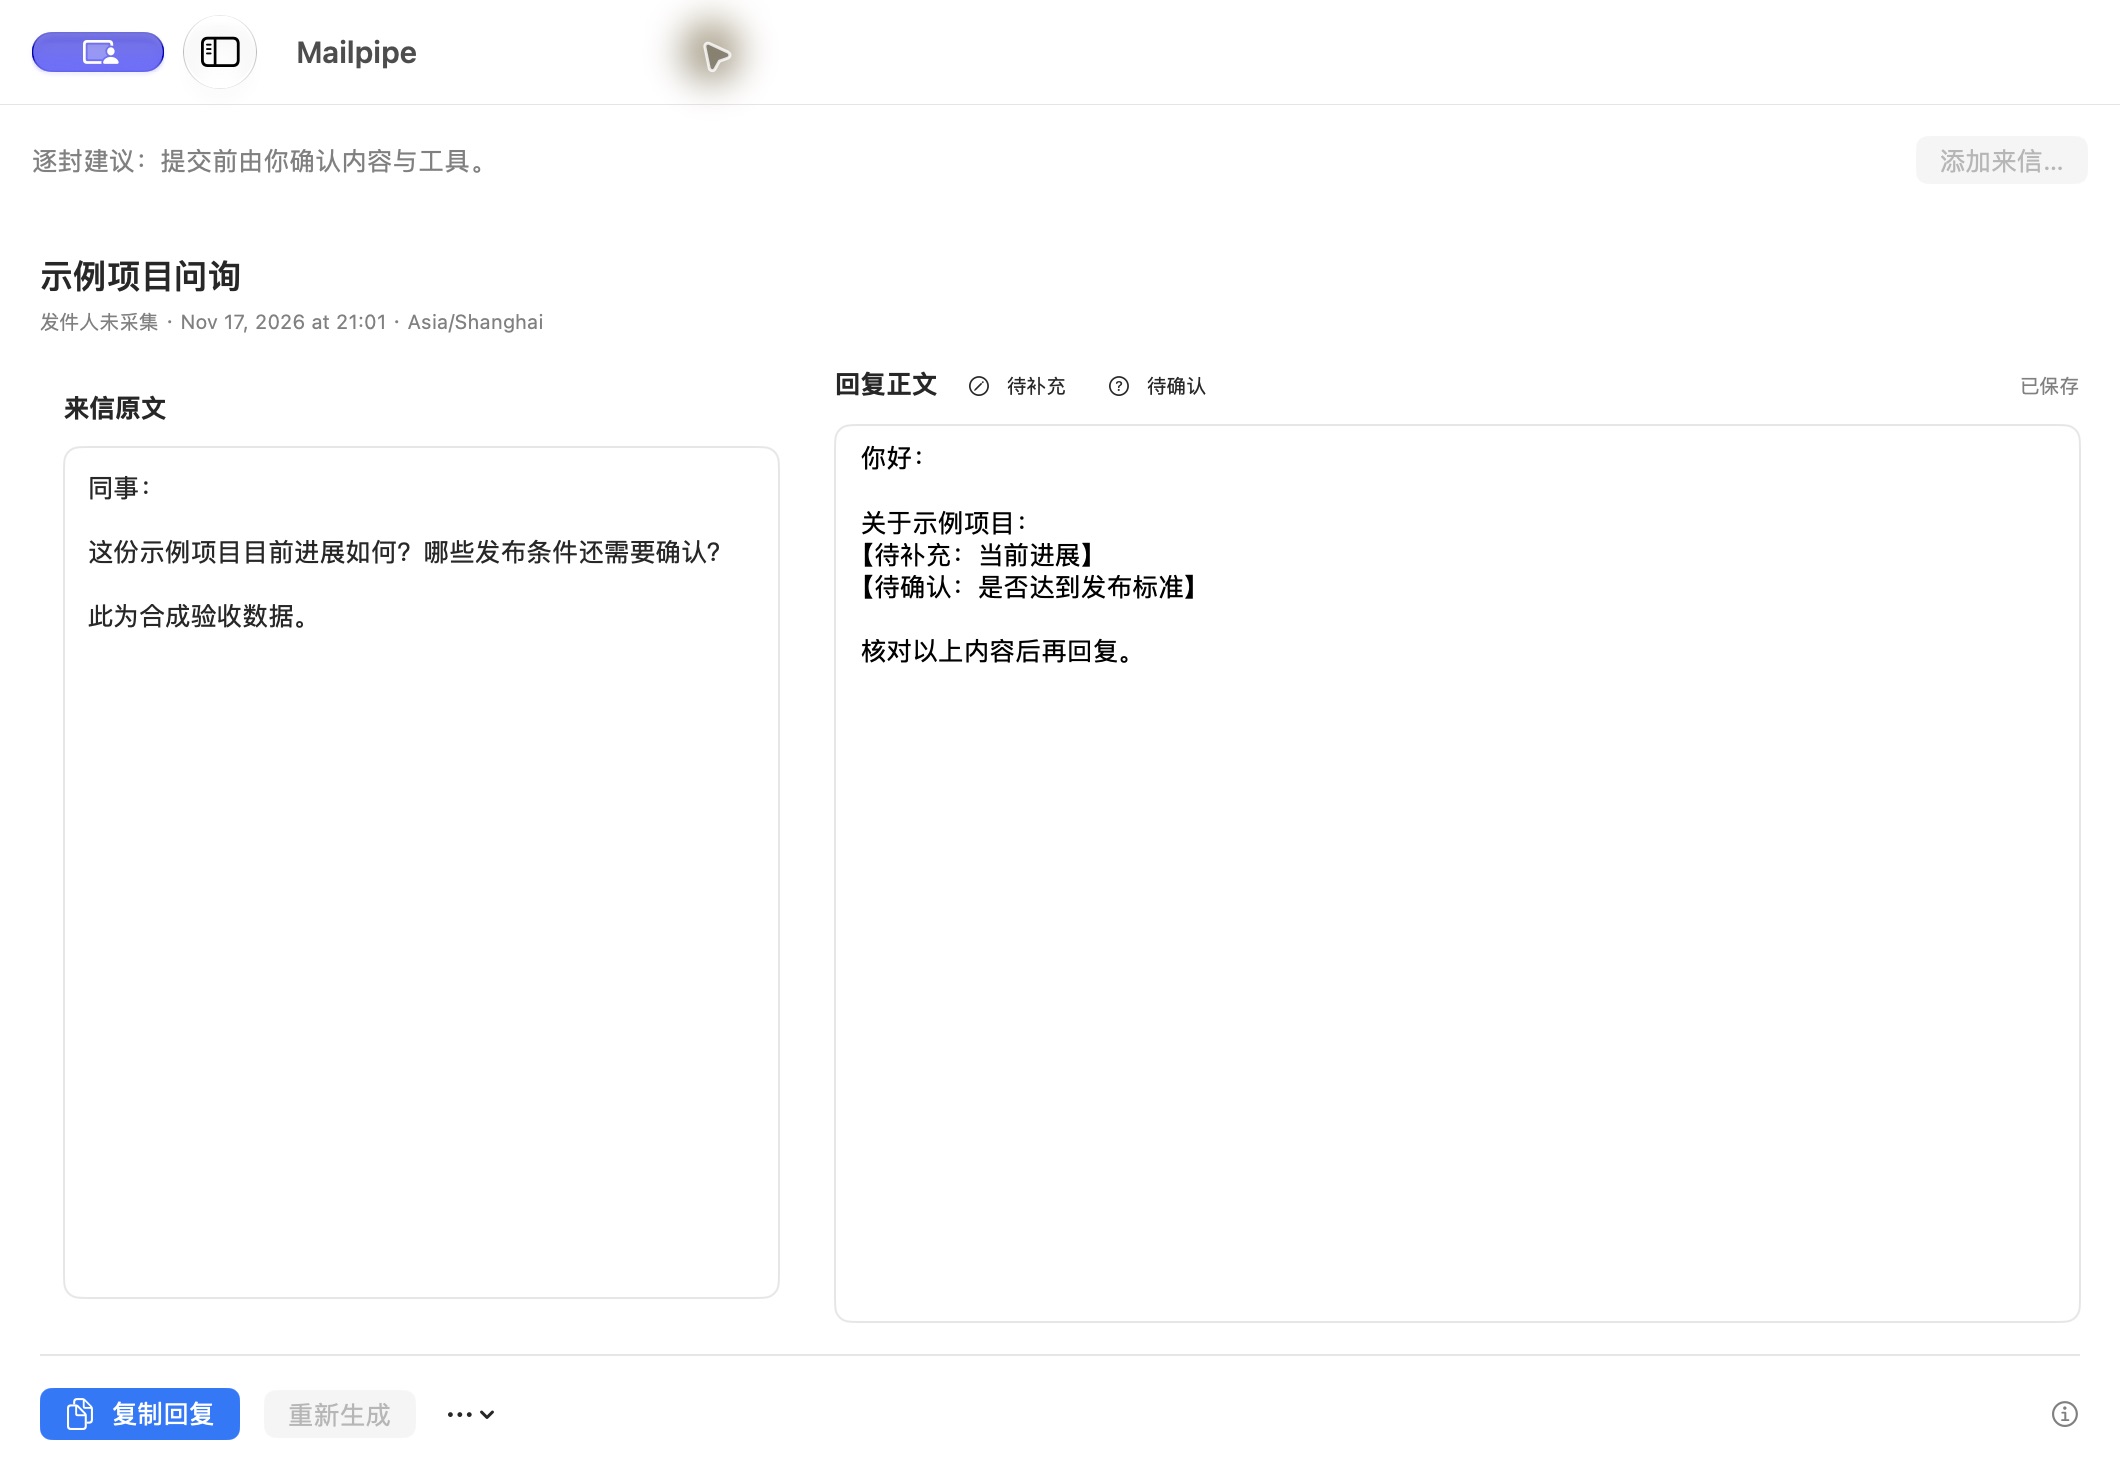 Mailpipe
逐封建议：提交前由你确认内容与工具。
添加来信...
示例项目问询
发件人未采集 · Nov 17, 2026 at 21:01 · Asia/Shanghai
来信原文
同事：
这份示例项目目前进展如何？哪些发布条件还需要确认？
此为合成验收数据。
回复正文
待补充
待确认
已保存
你好：
关于示例项目：
【待补充：当前进展】
【待确认：是否达到发布标准】
核对以上内容后再回复。
复制回复
重新生成